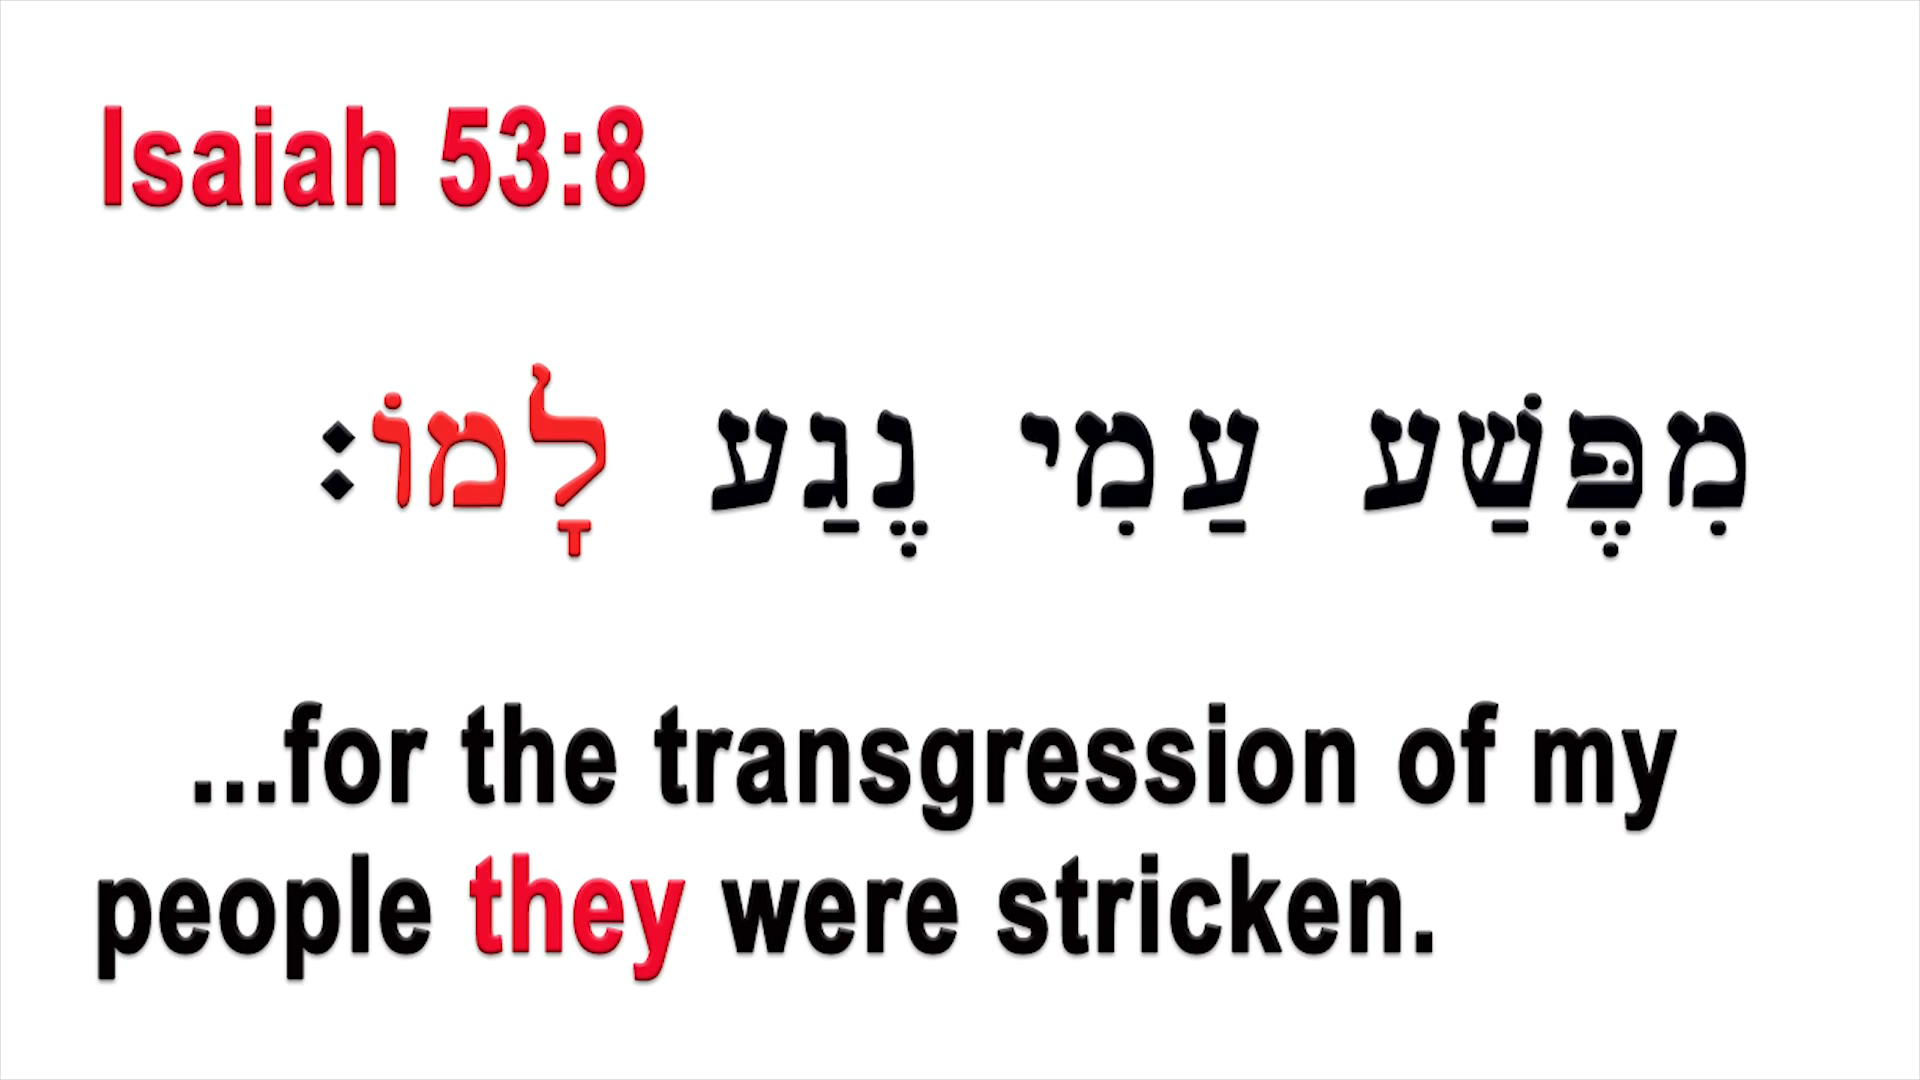 Isaiah 53:8
מִפֶּשַׁע עַמִּי נֶגַע לָמוֹ׃
...for the transgression of my
people they were stricken.